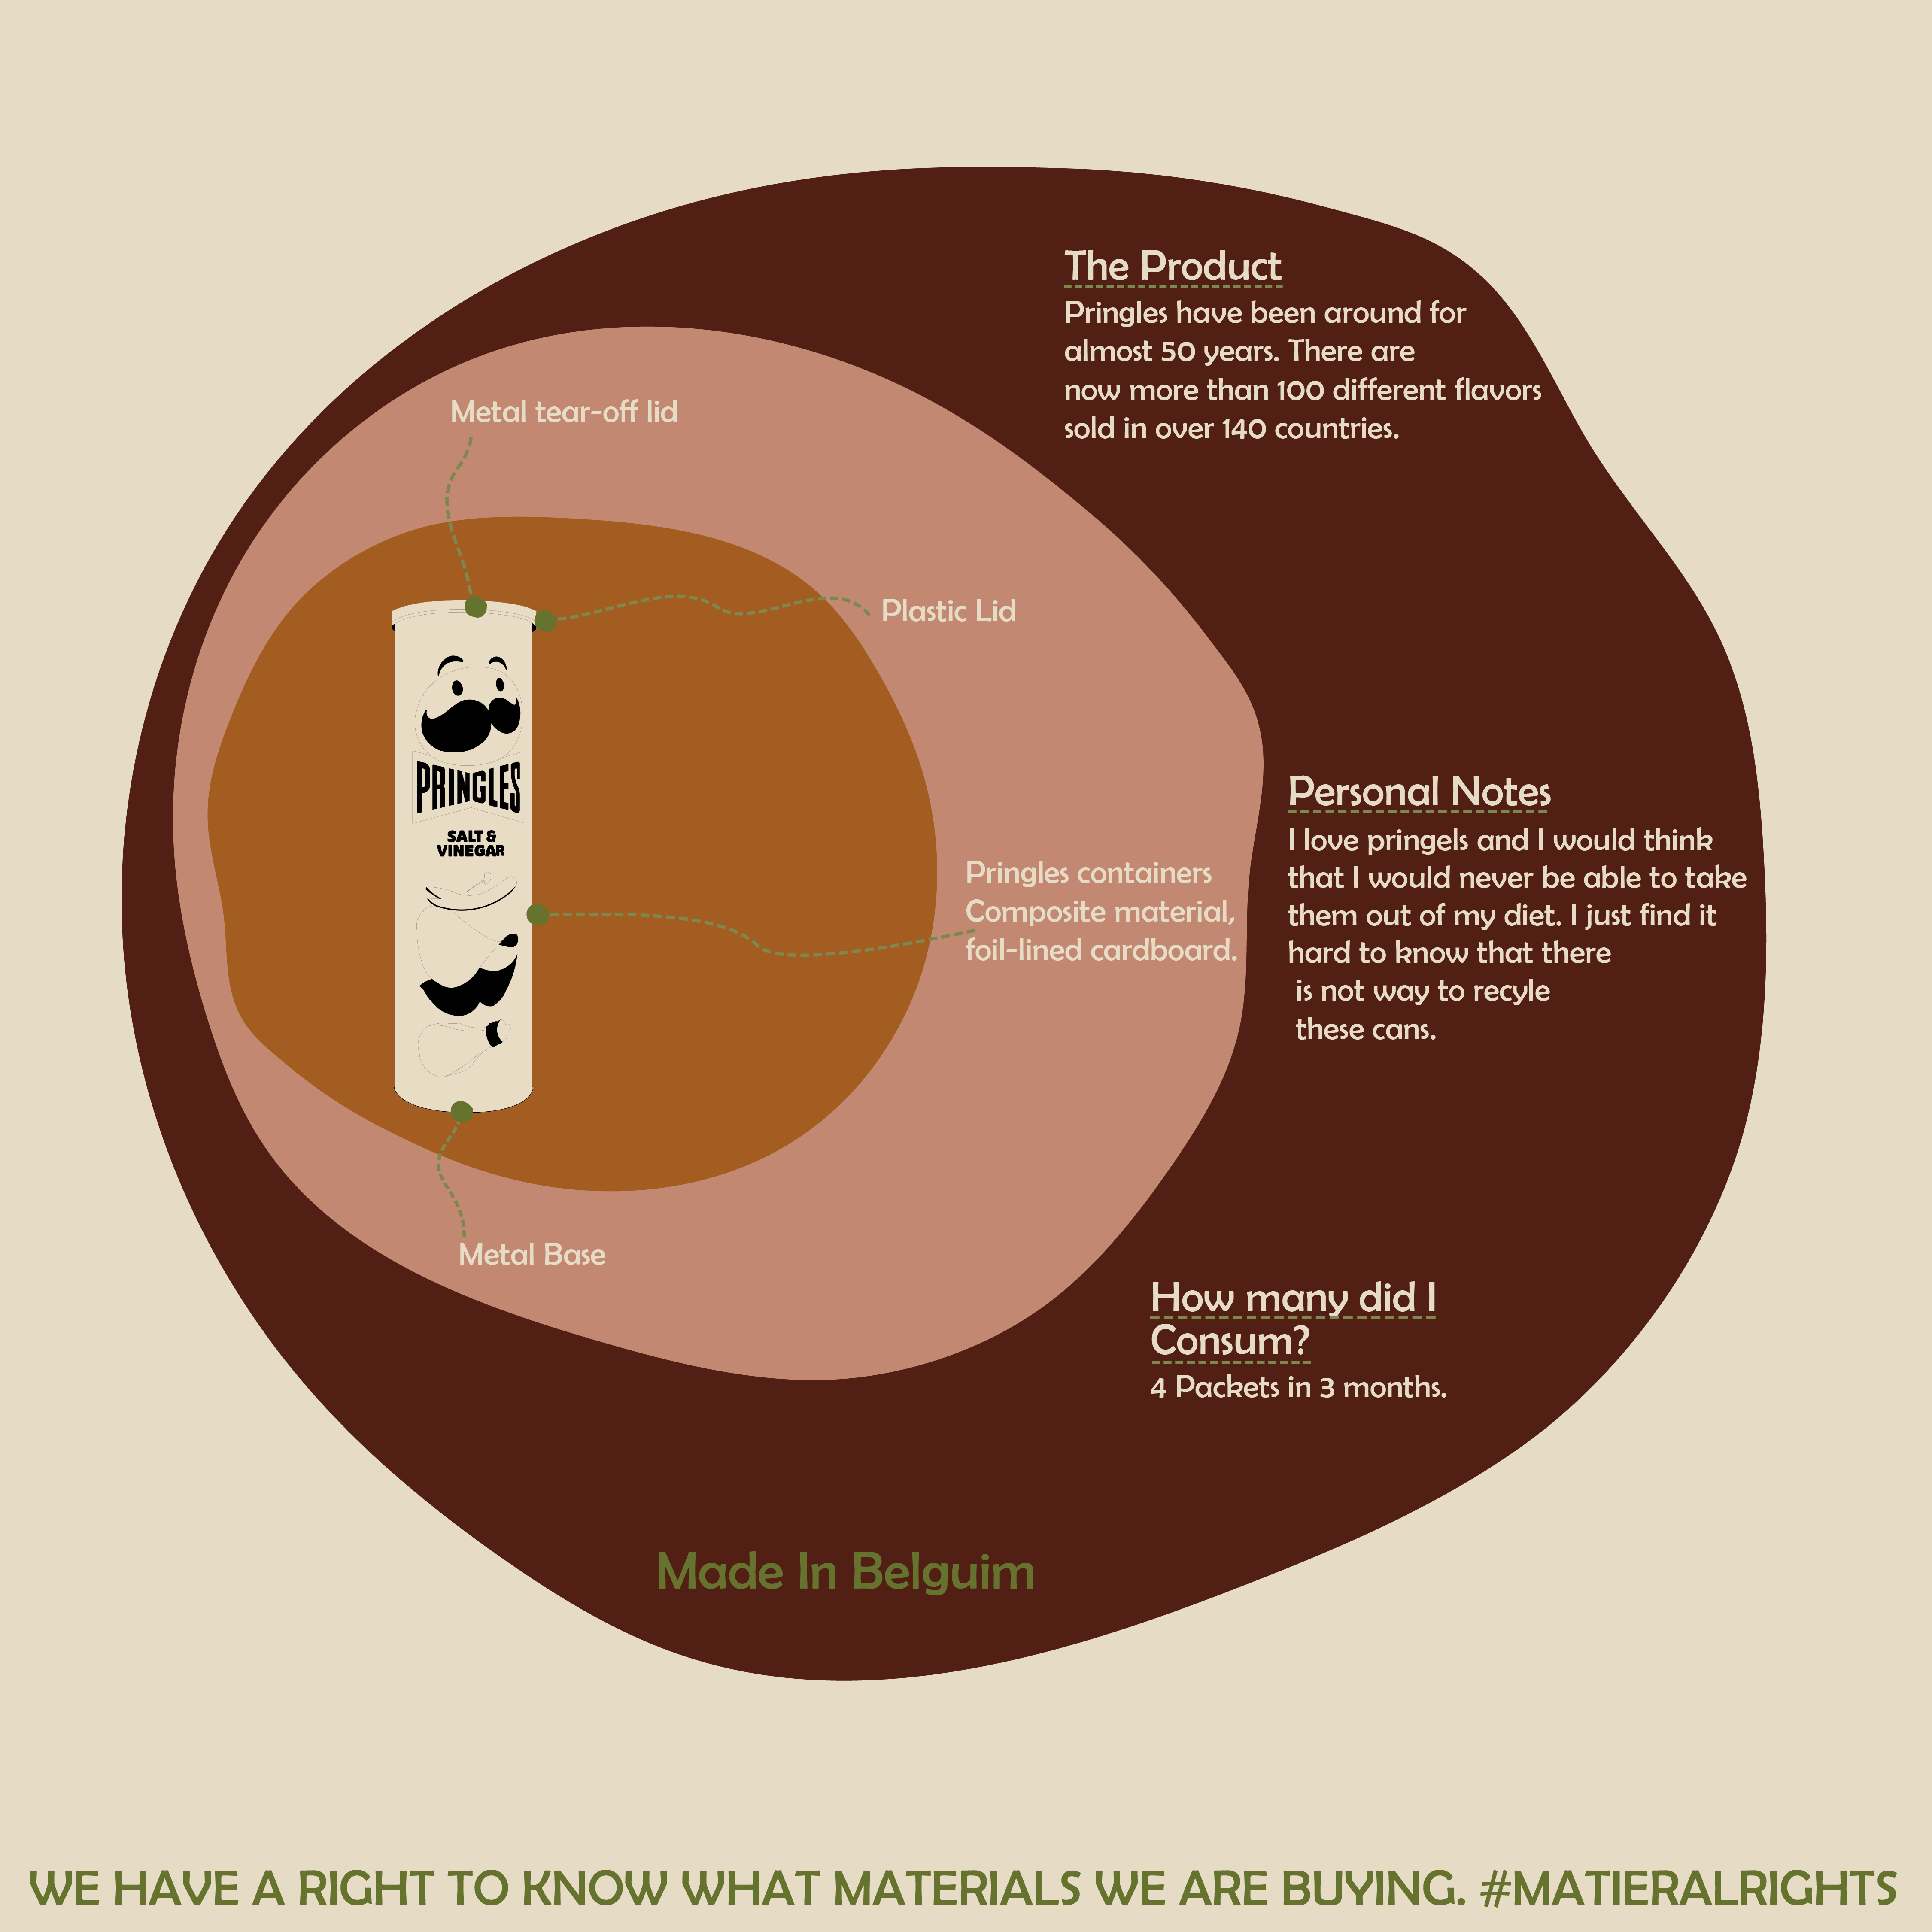 The Product
Pringles have been around for
almost 50 years. There are
now more than 100 different flavors
sold in over 140 countries.
Metal tear-off lid
Plastic Lid
PRINGLES
SALT &
VINEGAR
Pringles containers
Composite material,
foil-lined cardboard.
Personal Notes
I love pringels and I would think
that I would never be able to take
them out of my diet. I just find it
hard to know that there
is not way to recyle
these cans.
Metal Base
How many did I
Consum?
4 Packets in 3 months.
Made In Belguim
WE HAVE A RIGHT TO KNOW WHAT MATERIALS WE ARE BUYING. #MATIERALRIGHTS